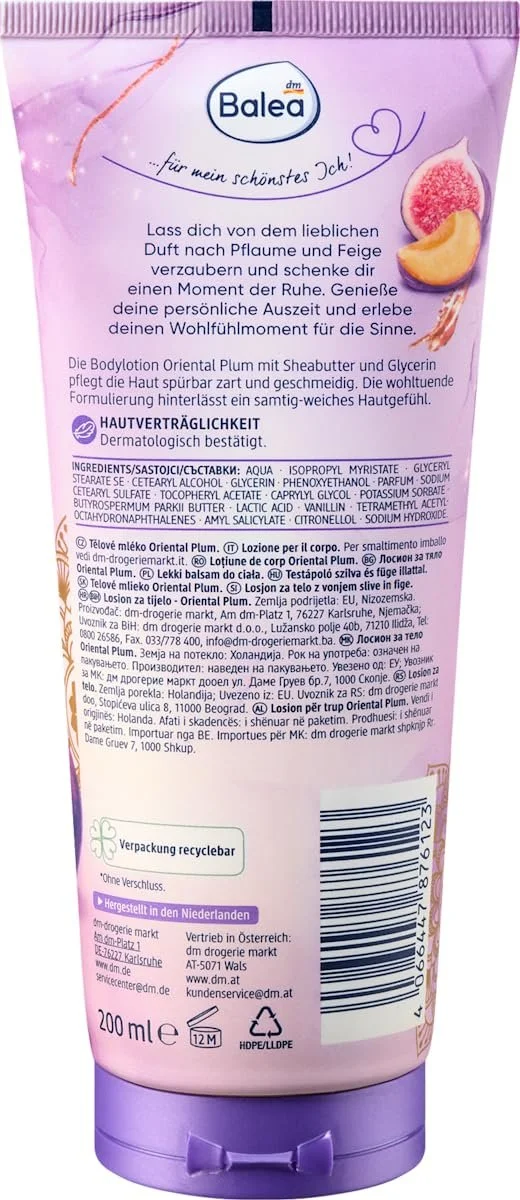 dm
Balea
...für mein schönstes Ich!
Lass dich von dem lieblichen
Duft nach Pflaume und Feige
verzaubern und schenke dir
einen Moment der Ruhe. Genieße
deine persönliche Auszeit und erlebe
deinen Wohlfühlmoment für die Sinne.
Die Bodylotion Oriental Plum mit Sheabutter und Glycerin
pflegt die Haut spürbar zart und geschmeidig. Die wohltuende
Formulierung hinterlässt ein samtig-weiches Hautgefühl.
HAUTVERTRÄGLICHKEIT
Dermatologisch bestätigt.
INGREDIENTS/SASTOJCI/СЪСТАВКИ: AQUA · ISOPROPYL MYRISTATE · GLYCERYL
STEARATE SE · CETEARYL ALCOHOL · GLYCERIN · PHENOXYETHANOL · PARFUM · SODIUM
CETEARYL SULFATE · TOCOPHERYL ACETATE · CAPRYLYL GLYCOL · POTASSIUM SORBATE ·
BUTYROSPERMUM PARKII BUTTER · LACTIC ACID · VANILLIN · TETRAMETHYL ACETYL-
OCTAHYDRONAPHTHALENES · AMYL SALICYLATE · CITRONELLOL · SODIUM HYDROXIDE.
CZ Tělové mléko Oriental Plum. IT Lozione per il corpo. Per smaltimento imballo
vedi dm-drogeriemarkt.it. RO Loțiune de corp Oriental Plum. BG Лосион за тяло
Oriental Plum. PL Lekki balsam do ciała. HU Testápoló szilva és füge illattal.
SK Telové mlieko Oriental Plum. SI Losjon za telo z vonjem slive in fige.
HR BIH Losion za tijelo - Oriental Plum. Zemlja podrijetla: EU, Nizozemska.
Proizvođač: dm-drogerie markt, Am dm-Platz 1, 76227 Karlsruhe, Njemačka;
Uvoznik za BiH: dm drogerie markt d.o.o., Lužansko polje 40b, 71210 Ilidža, Tel:
0800 26586, Fax. 033/778 400, info@dm-drogeriemarkt.ba. MK Лосион за тело
Oriental Plum. Земја на потекло: Холандија. Рок на употреба: означен на
пакувањето. Производител: наведен на пакувањето. Увезено од: ЕУ, Увозник
за МК: дм дрогерие маркт дооел ул. Даме Груев бр.7, 1000 Скопје. RS Losion za
telo. Zemlja porekla: Holandija; Uvezeno iz: EU. Uvoznik za RS: dm drogerie markt
doo, Stopićeva ulica 8, 11000 Beograd. AL Losion për trup Oriental Plum. Vendi i
origjinës: Holanda. Afati i skadencës: i shënuar në paketim. Prodhuesi: i shënuar
në paketim. Importuar nga BE. Importues për MK: dm drogerie markt shpknjp Rr.
Dame Gruev 7, 1000 Shkup.
Verpackung recyclebar
*Ohne Verschluss.
Hergestellt in den Niederlanden
dm-drogerie markt
Am dm-Platz 1
DE-76227 Karlsruhe
www.dm.de
servicecenter@dm.de
Vertrieb in Österreich:
dm drogerie markt
AT-5071 Wals
www.dm.at
kundenservice@dm.at
200 ml e
12 M
HDPE/LLDPE
4 066447 876123